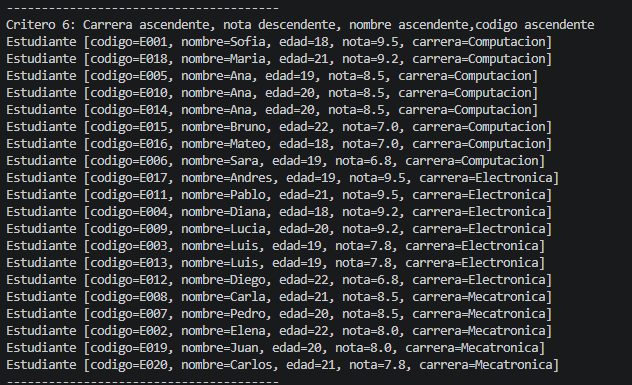 ---------------------------------------
Critero 6: Carrera ascendente, nota descendente, nombre ascendente,codigo ascendente
Estudiante [codigo=E001, nombre=Sofia, edad=18, nota=9.5, carrera=Computacion]
Estudiante [codigo=E018, nombre=Maria, edad=21, nota=9.2, carrera=Computacion]
Estudiante [codigo=E005, nombre=Ana, edad=19, nota=8.5, carrera=Computacion]
Estudiante [codigo=E010, nombre=Ana, edad=20, nota=8.5, carrera=Computacion]
Estudiante [codigo=E014, nombre=Ana, edad=20, nota=8.5, carrera=Computacion]
Estudiante [codigo=E015, nombre=Bruno, edad=22, nota=7.0, carrera=Computacion]
Estudiante [codigo=E016, nombre=Mateo, edad=18, nota=7.0, carrera=Computacion]
Estudiante [codigo=E006, nombre=Sara, edad=19, nota=6.8, carrera=Computacion]
Estudiante [codigo=E017, nombre=Andres, edad=19, nota=9.5, carrera=Electronica]
Estudiante [codigo=E011, nombre=Pablo, edad=21, nota=9.5, carrera=Electronica]
Estudiante [codigo=E004, nombre=Diana, edad=18, nota=9.2, carrera=Electronica]
Estudiante [codigo=E009, nombre=Lucia, edad=20, nota=9.2, carrera=Electronica]
Estudiante [codigo=E003, nombre=Luis, edad=19, nota=7.8, carrera=Electronica]
Estudiante [codigo=E013, nombre=Luis, edad=19, nota=7.8, carrera=Electronica]
Estudiante [codigo=E012, nombre=Diego, edad=22, nota=6.8, carrera=Electronica]
Estudiante [codigo=E008, nombre=Carla, edad=21, nota=8.5, carrera=Mecatronica]
Estudiante [codigo=E007, nombre=Pedro, edad=20, nota=8.5, carrera=Mecatronica]
Estudiante [codigo=E002, nombre=Elena, edad=22, nota=8.0, carrera=Mecatronica]
Estudiante [codigo=E019, nombre=Juan, edad=20, nota=8.0, carrera=Mecatronica]
Estudiante [codigo=E020, nombre=Carlos, edad=21, nota=7.8, carrera=Mecatronica]
---------------------------------------